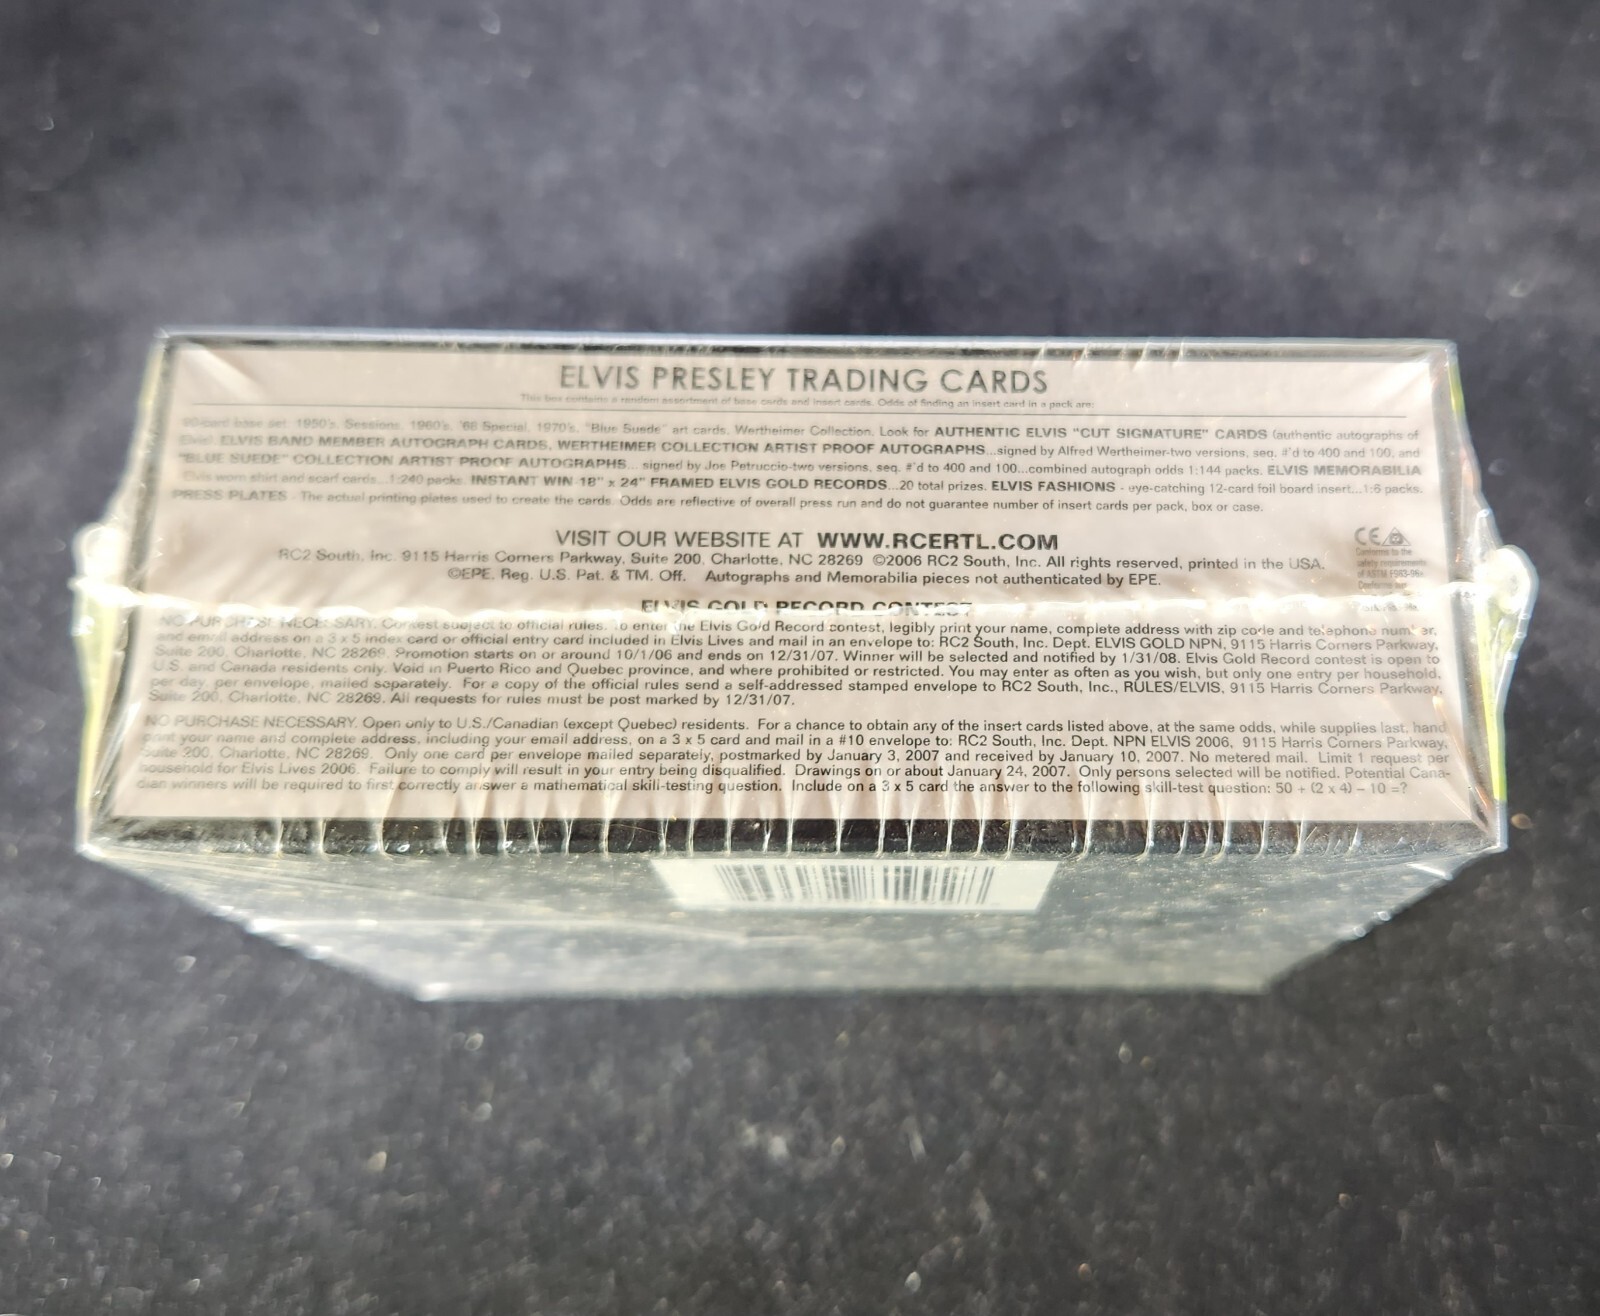 ELVIS PRESLEY TRADING CARDS
This box contains a random assortment of base cards and insert cards. Odds of finding an insert card in a pack are:
90-card base set: 1950's, Sessions, 1960's, '68 Special, 1970's, "Blue Suede" art cards, Wertheimer Collection. Look for AUTHENTIC ELVIS "CUT SIGNATURE" CARDS (authentic autographs of
Elvis). ELVIS BAND MEMBER AUTOGRAPH CARDS, WERTHEIMER COLLECTION ARTIST PROOF AUTOGRAPHS...signed by Alfred Wertheimer-two versions, seq. #'d to 400 and 100, and
"BLUE SUEDE" COLLECTION ARTIST PROOF AUTOGRAPHS... signed by Joe Petruccio-two versions, seq. #'d to 400 and 100...combined autograph odds 1:144 packs. ELVIS MEMORABILIA
Elvis worn shirt and scarf cards...1:240 packs. INSTANT WIN 18" x 24" FRAMED ELVIS GOLD RECORDS...20 total prizes. ELVIS FASHIONS - eye-catching 12-card foil board insert...1:6 packs.
PRESS PLATES - The actual printing plates used to create the cards. Odds are reflective of overall press run and do not guarantee number of insert cards per pack, box or case.
VISIT OUR WEBSITE AT WWW.RCERTL.COM
RC2 South, Inc. 9115 Harris Corners Parkway, Suite 200, Charlotte, NC 28269 ©2006 RC2 South, Inc. All rights reserved, printed in the USA.
©EPE. Reg. U.S. Pat. & TM. Off. Autographs and Memorabilia pieces not authenticated by EPE.
CE
Conforms to the
safety requirements
of ASTM F963-96a
ELVIS GOLD RECORD CONTEST
NO PURCHASE NECESSARY. Contest subject to official rules. To enter the Elvis Gold Record contest, legibly print your name, complete address with zip code and telephone number,
and email address on a 3 x 5 index card or official entry card included in Elvis Lives and mail in an envelope to: RC2 South, Inc. Dept. ELVIS GOLD NPN, 9115 Harris Corners Parkway,
Suite 200, Charlotte, NC 28269. Promotion starts on or around 10/1/06 and ends on 12/31/07. Winner will be selected and notified by 1/31/08. Elvis Gold Record contest is open to
U.S. and Canada residents only. Void in Puerto Rico and Quebec province, and where prohibited or restricted. You may enter as often as you wish, but only one entry per household,
per day, per envelope, mailed separately. For a copy of the official rules send a self-addressed stamped envelope to RC2 South, Inc., RULES/ELVIS, 9115 Harris Corners Parkway,
Suite 200, Charlotte, NC 28269. All requests for rules must be post marked by 12/31/07.
NO PURCHASE NECESSARY. Open only to U.S./Canadian (except Quebec) residents. For a chance to obtain any of the insert cards listed above, at the same odds, while supplies last, hand
print your name and complete address, including your email address, on a 3 x 5 card and mail in a #10 envelope to: RC2 South, Inc. Dept. NPN ELVIS 2006, 9115 Harris Corners Parkway,
Suite 200, Charlotte, NC 28269. Only one card per envelope mailed separately, postmarked by January 3, 2007 and received by January 10, 2007. No metered mail. Limit 1 request per
household for Elvis Lives 2006. Failure to comply will result in your entry being disqualified. Drawings on or about January 24, 2007. Only persons selected will be notified. Potential Cana-
dian winners will be required to first correctly answer a mathematical skill-testing question. Include on a 3 x 5 card the answer to the following skill-test question: 50 + (2 x 4) – 10 =?